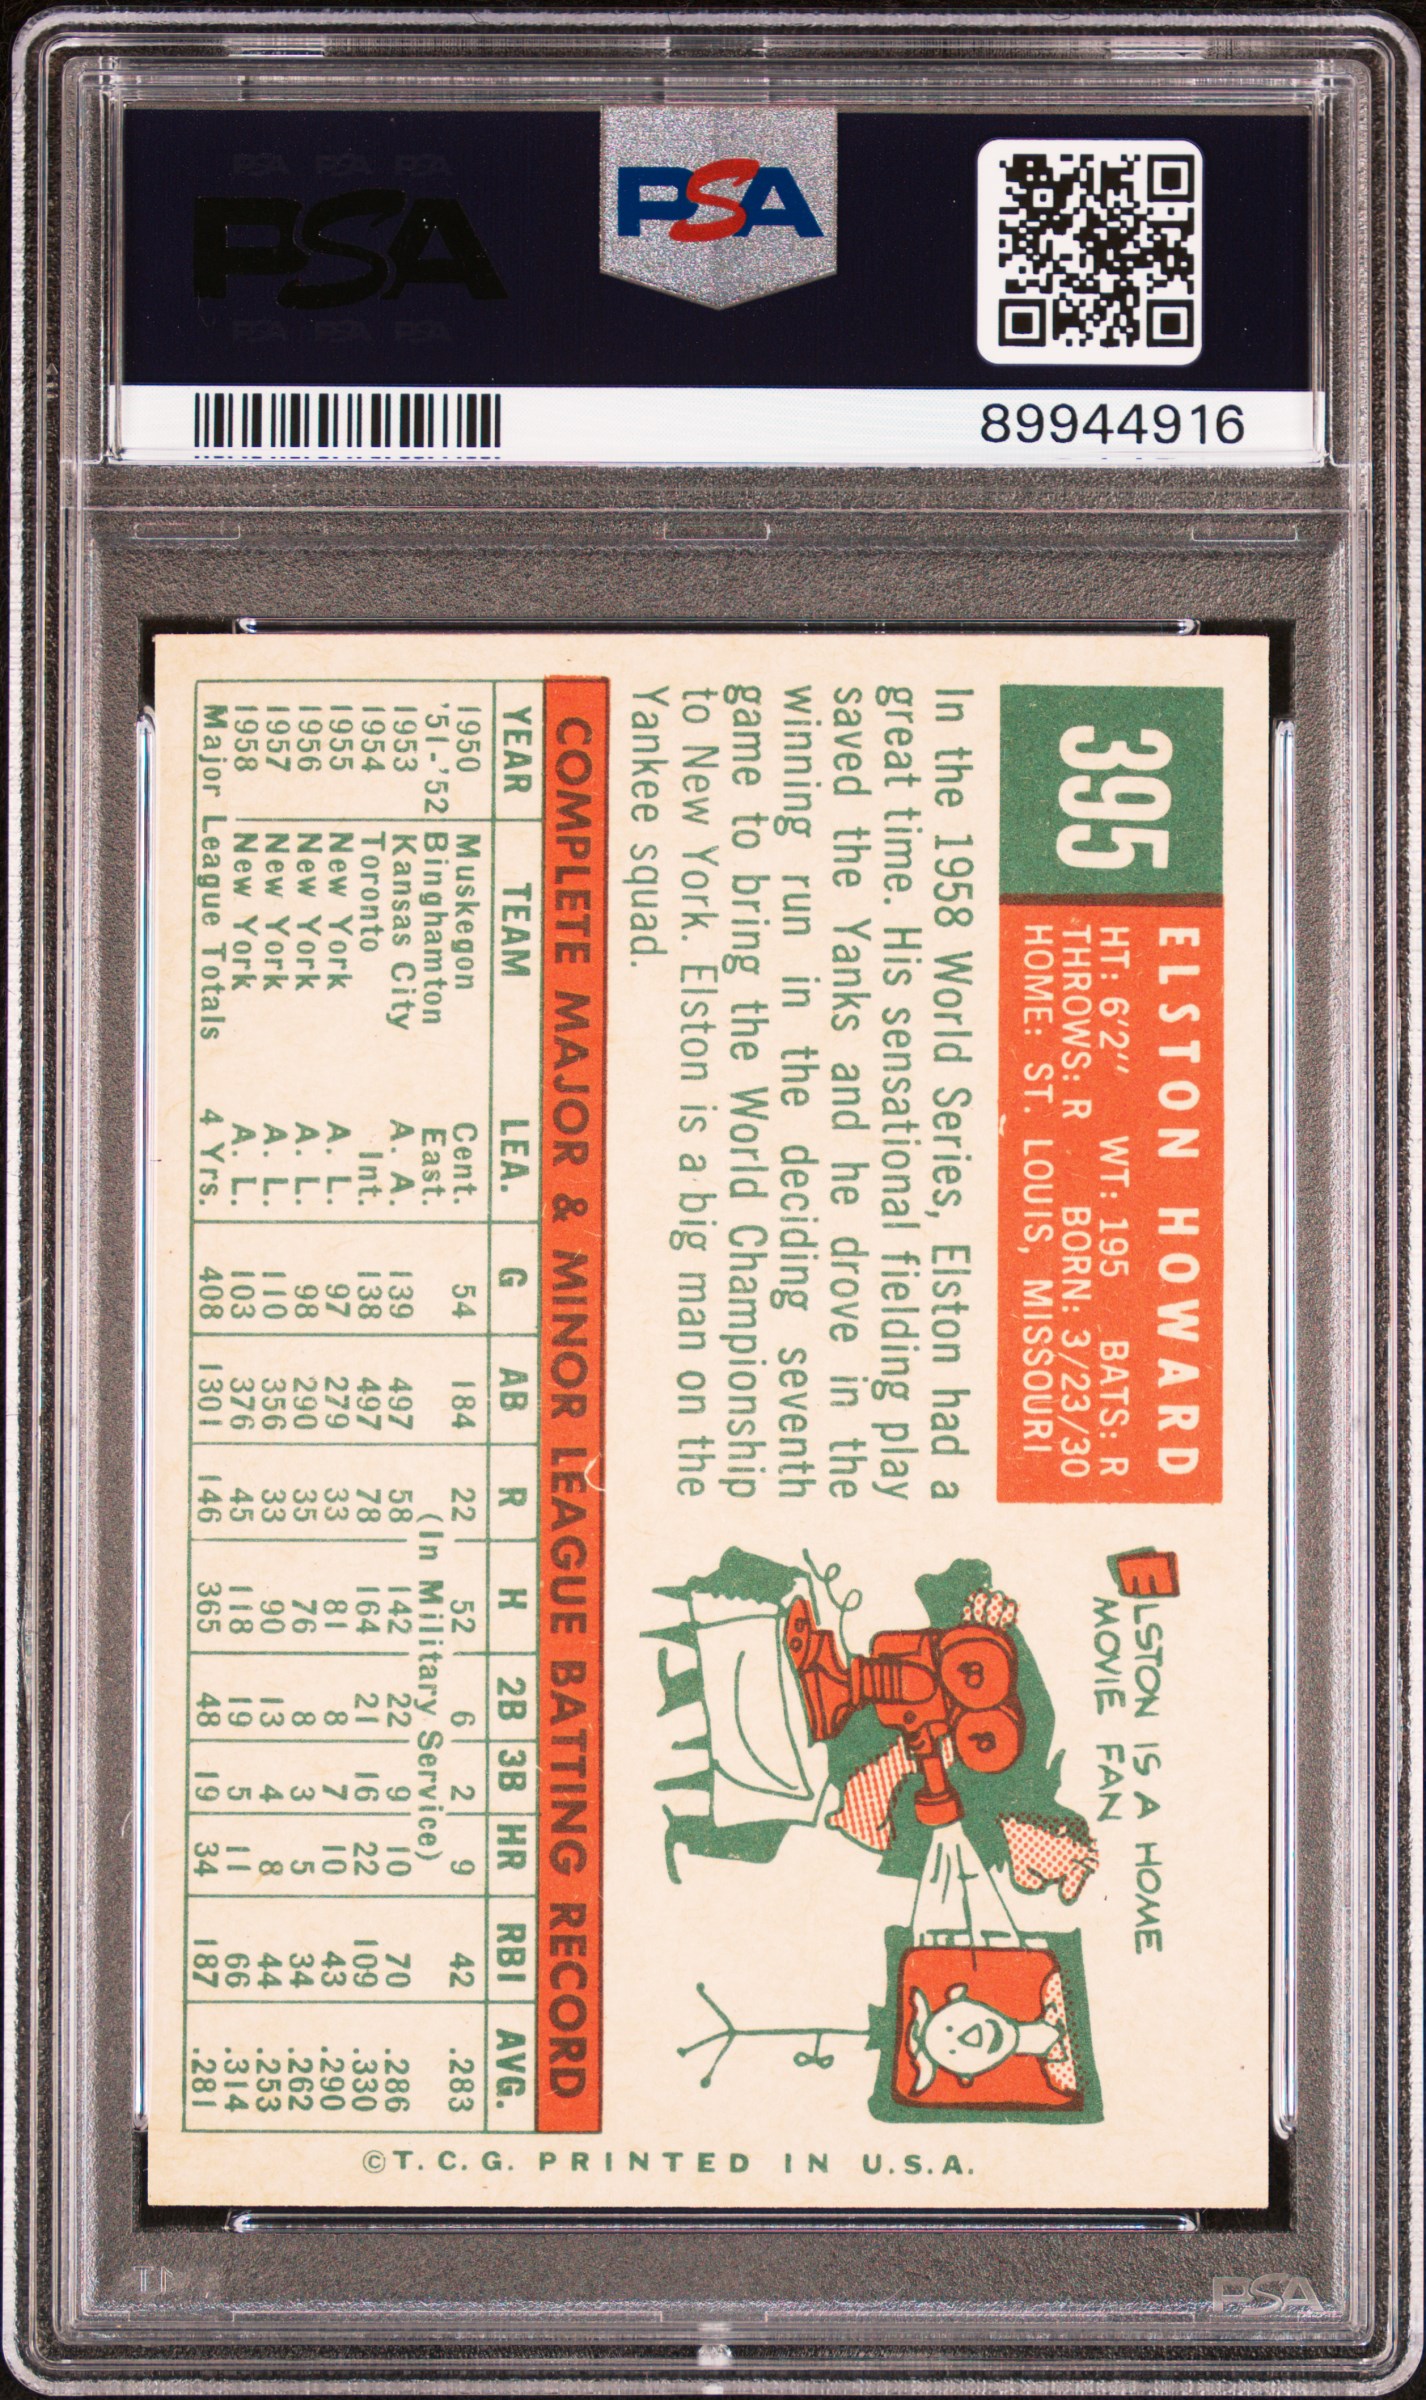 PSA PSA PSA
PSA
PSA PSA PSA
PSA
89944916
395
ELSTON HOWARD
HT: 6'2" WT: 195 BATS: R
THROWS: R BORN: 3/23/30
HOME: ST. LOUIS, MISSOURI
In the 1958 World Series, Elston had a
great time. His sensational fielding play
saved the Yanks and he drove in the
winning run in the deciding seventh
game to bring the World Championship
to New York. Elston is a big man on the
Yankee squad.
ELSTON IS A HOME
MOVIE FAN
COMPLETE MAJOR & MINOR LEAGUE BATTING RECORD
YEAR TEAM LEA. G AB R H 2B 3B HR RBI AVG.
1950 Muskegon Cent. 54 184 22 52 6 2 9 42 .283
'51-'52 Binghamton East. (In Military Service)
1953 Kansas City A. A. 139 497 58 142 22 9 10 70 .286
1954 Toronto Int. 138 497 78 164 21 16 22 109 .330
1955 New York A. L. 97 279 33 81 8 7 10 43 .290
1956 New York A. L. 98 290 35 76 8 3 5 34 .262
1957 New York A. L. 110 356 33 90 13 4 8 44 .253
1958 New York A. L. 103 376 45 118 19 5 11 66 .314
Major League Totals 4 Yrs. 408 1301 146 365 48 19 34 187 .281
©T.C.G. PRINTED IN U.S.A.
PSA